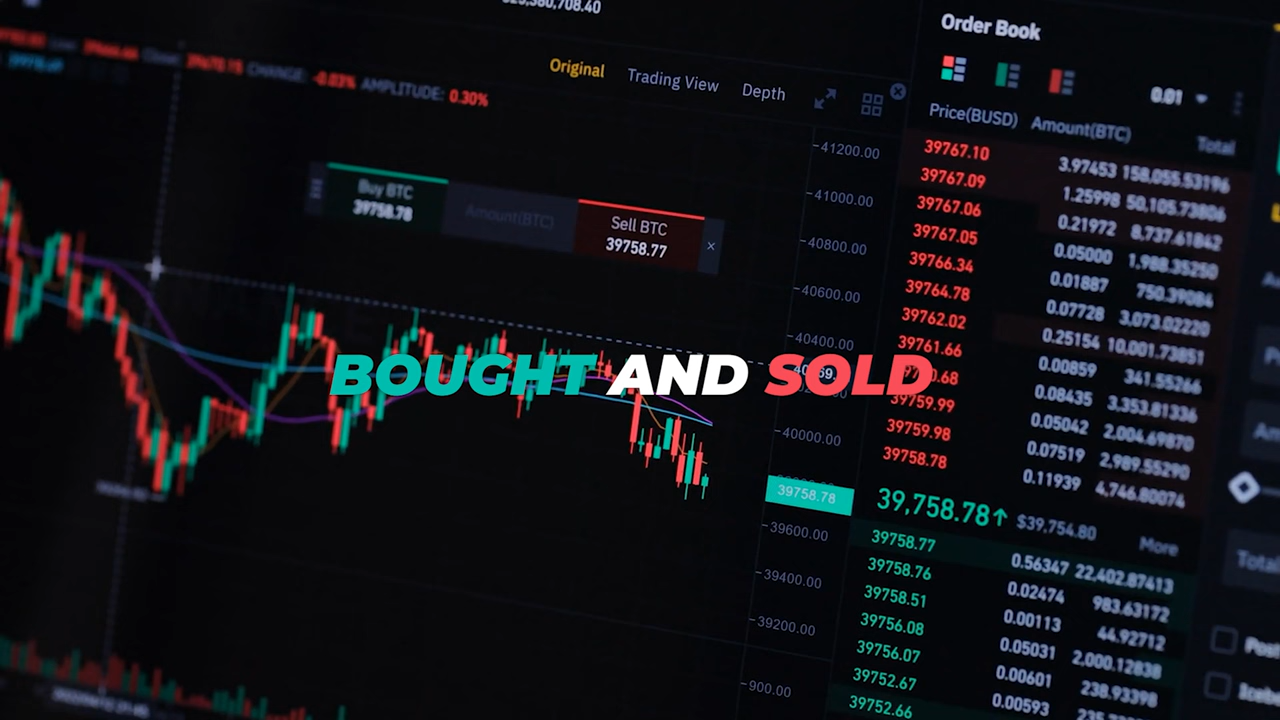 Order Book
Original Trading View Depth
0.01
CHANGE: -0.03% AMPLITUDE: 0.30%
Price(BUSD) Amount(BTC) Total
Buy BTC
39758.78
Amount(BTC)
Sell BTC
39758.77
41200.00
41000.00
40800.00
40600.00
40400.00
40000.00
39758.78
39600.00
39400.00
39200.00
900.00
BOUGHT AND SOLD
39767.10 3.97453 158,055.53196
39767.09 1.25998 50,105.73806
39767.06 0.21972 8,737.61842
39767.05 0.05000 1,988.35250
39766.34 0.01887 750.39084
39764.78 0.07728 3,073.02220
39762.02 0.25154 10,001.73851
39761.66 0.00859 341.55266
0.08435 3,353.81336
39759.99 0.05042 2,004.69870
39759.98 0.07519 2,989.55290
39758.78 0.11939 4,746.80074
39,758.78↑ $39,754.80 More
39758.77 0.56347 22,402.87413
39758.76 0.02474 983.63172
39758.51 0.00113 44.92712
39756.08 0.05031 2,000.12838
39756.07 0.00601 238.93398
39752.67 0.00593
39752.66